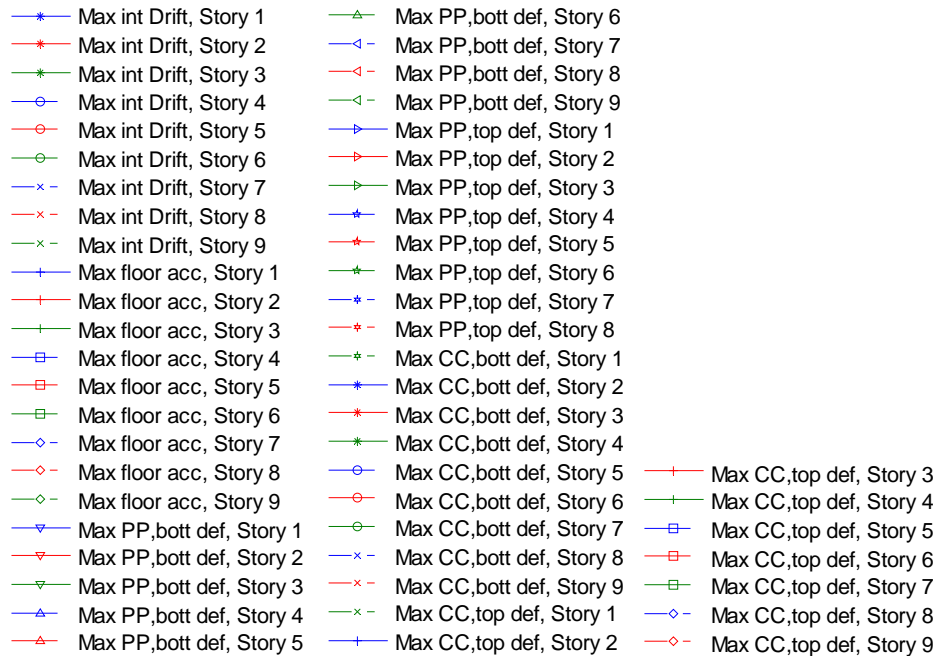 Max int Drift, Story 1
Max int Drift, Story 2
Max int Drift, Story 3
Max int Drift, Story 4
Max int Drift, Story 5
Max int Drift, Story 6
Max int Drift, Story 7
Max int Drift, Story 8
Max int Drift, Story 9
Max floor acc, Story 1
Max floor acc, Story 2
Max floor acc, Story 3
Max floor acc, Story 4
Max floor acc, Story 5
Max floor acc, Story 6
Max floor acc, Story 7
Max floor acc, Story 8
Max floor acc, Story 9
Max PP,bott def, Story 1
Max PP,bott def, Story 2
Max PP,bott def, Story 3
Max PP,bott def, Story 4
Max PP,bott def, Story 5
Max PP,bott def, Story 6
Max PP,bott def, Story 7
Max PP,bott def, Story 8
Max PP,bott def, Story 9
Max PP,top def, Story 1
Max PP,top def, Story 2
Max PP,top def, Story 3
Max PP,top def, Story 4
Max PP,top def, Story 5
Max PP,top def, Story 6
Max PP,top def, Story 7
Max PP,top def, Story 8
Max CC,bott def, Story 1
Max CC,bott def, Story 2
Max CC,bott def, Story 3
Max CC,bott def, Story 4
Max CC,bott def, Story 5
Max CC,bott def, Story 6
Max CC,bott def, Story 7
Max CC,bott def, Story 8
Max CC,bott def, Story 9
Max CC,top def, Story 1
Max CC,top def, Story 2
Max CC,top def, Story 3
Max CC,top def, Story 4
Max CC,top def, Story 5
Max CC,top def, Story 6
Max CC,top def, Story 7
Max CC,top def, Story 8
Max CC,top def, Story 9